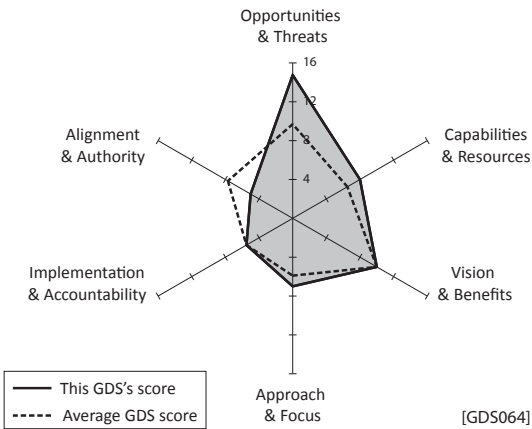 Opportunities
& Threats
16
12
8
4
Alignment
& Authority
Capabilities
& Resources
Implementation
& Accountability
Vision
& Benefits
Approach
& Focus
This GDS's score
Average GDS score
[GDS064]